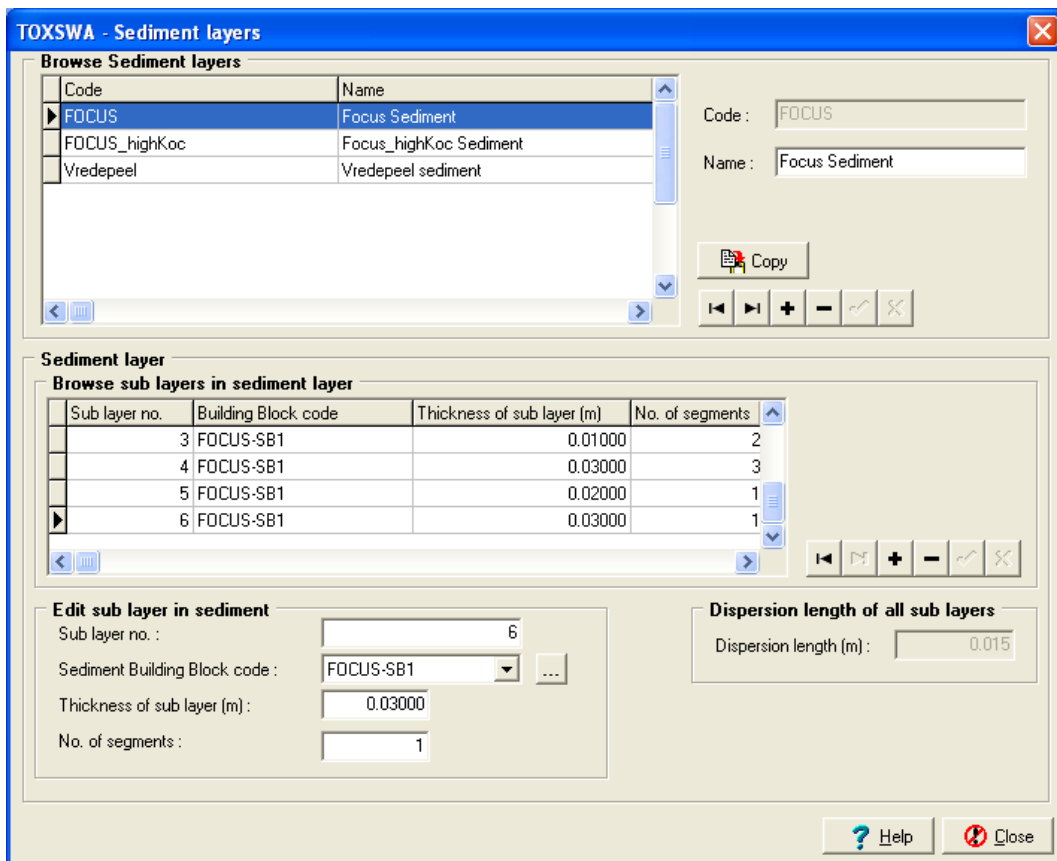 TOXSWA - Sediment layers
Browse Sediment layers
Code Name
FOCUS Focus Sediment
FOCUS_highKoc Focus_highKoc Sediment
Vredepeel Vredepeel sediment
Code : FOCUS
Name : Focus Sediment
Copy
Sediment layer
Browse sub layers in sediment layer
Sub layer no. Building Block code Thickness of sub layer (m) No. of segments
3 FOCUS-SB1 0.01000 2
4 FOCUS-SB1 0.03000 3
5 FOCUS-SB1 0.02000 1
6 FOCUS-SB1 0.03000 1
Edit sub layer in sediment
Sub layer no. : 6
Sediment Building Block code : FOCUS-SB1 ...
Thickness of sub layer (m) : 0.03000
No. of segments : 1
Dispersion length of all sub layers
Dispersion length (m) : 0.015
? Help
Close